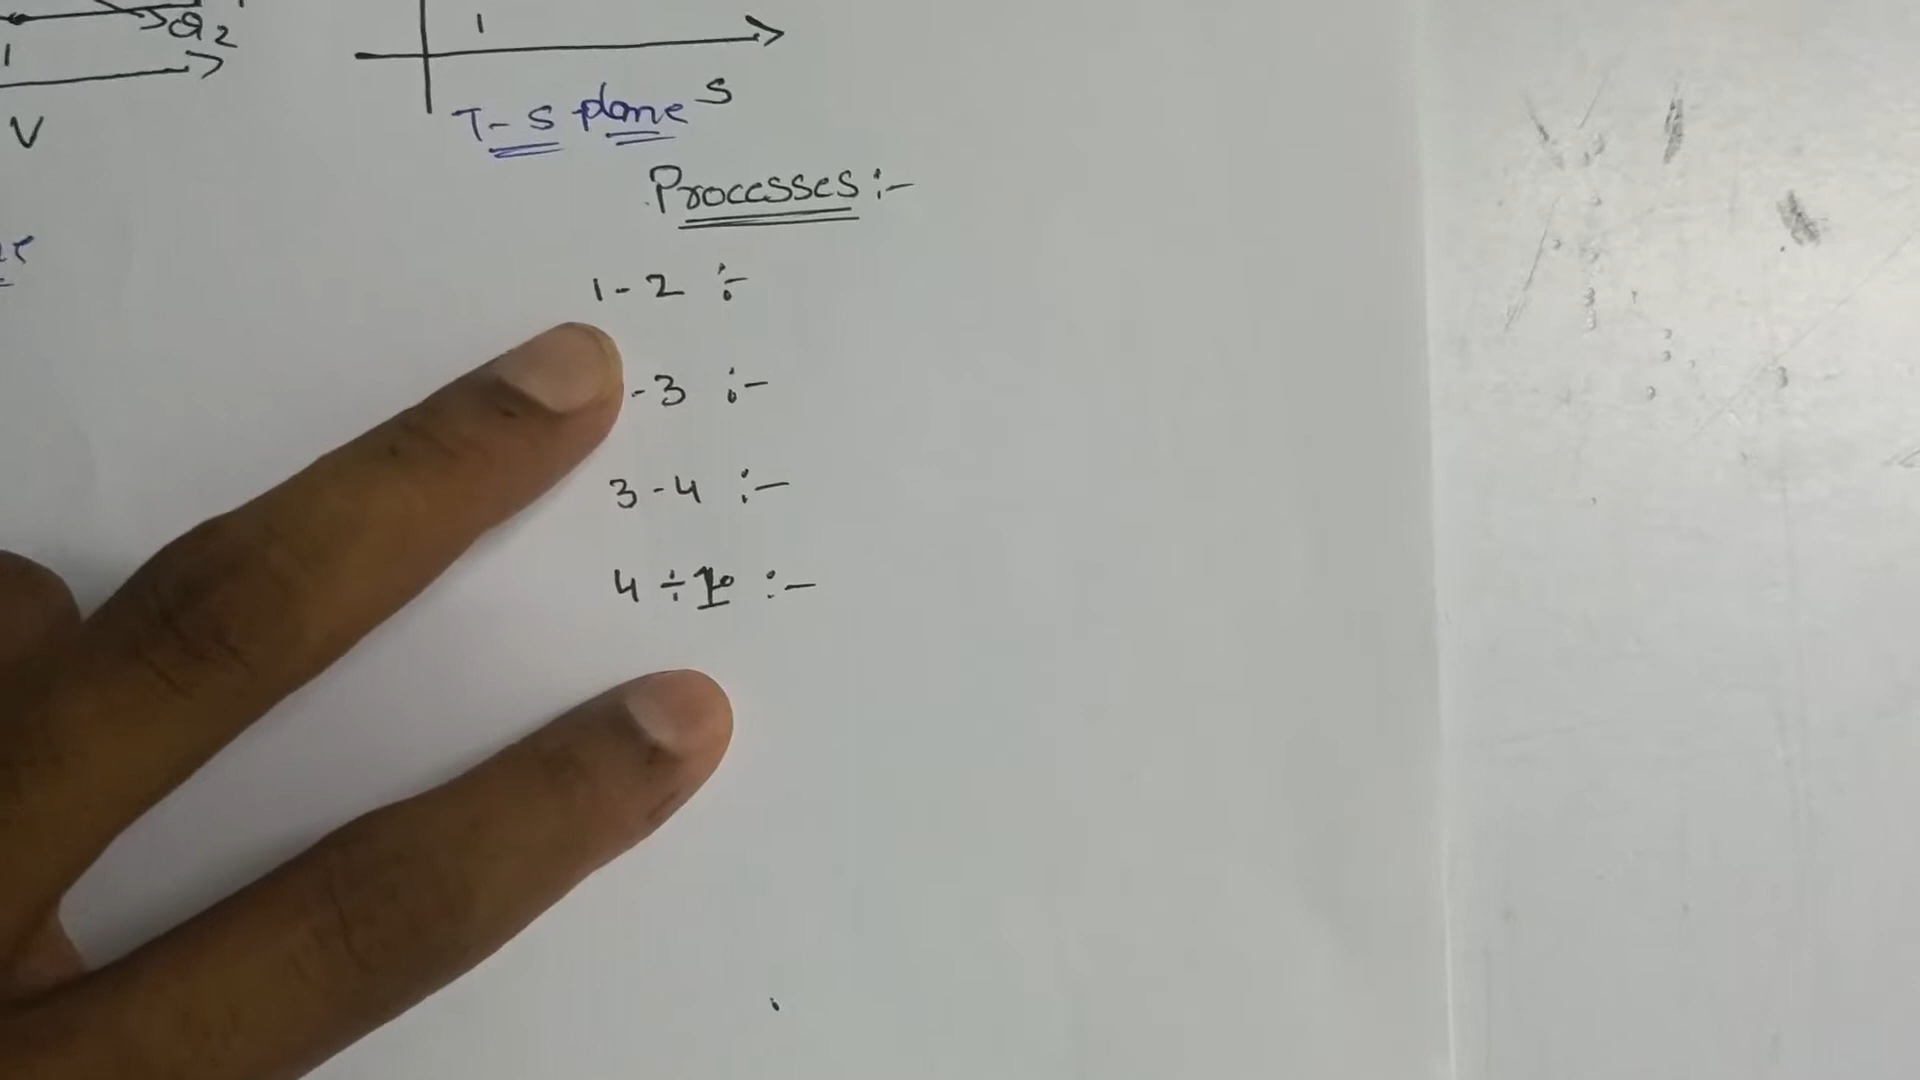 Q2
1
V
1
S
T-S plane
Processes :-
1-2 :-
-3 :-
3-4 :-
4 ÷ 1 :-